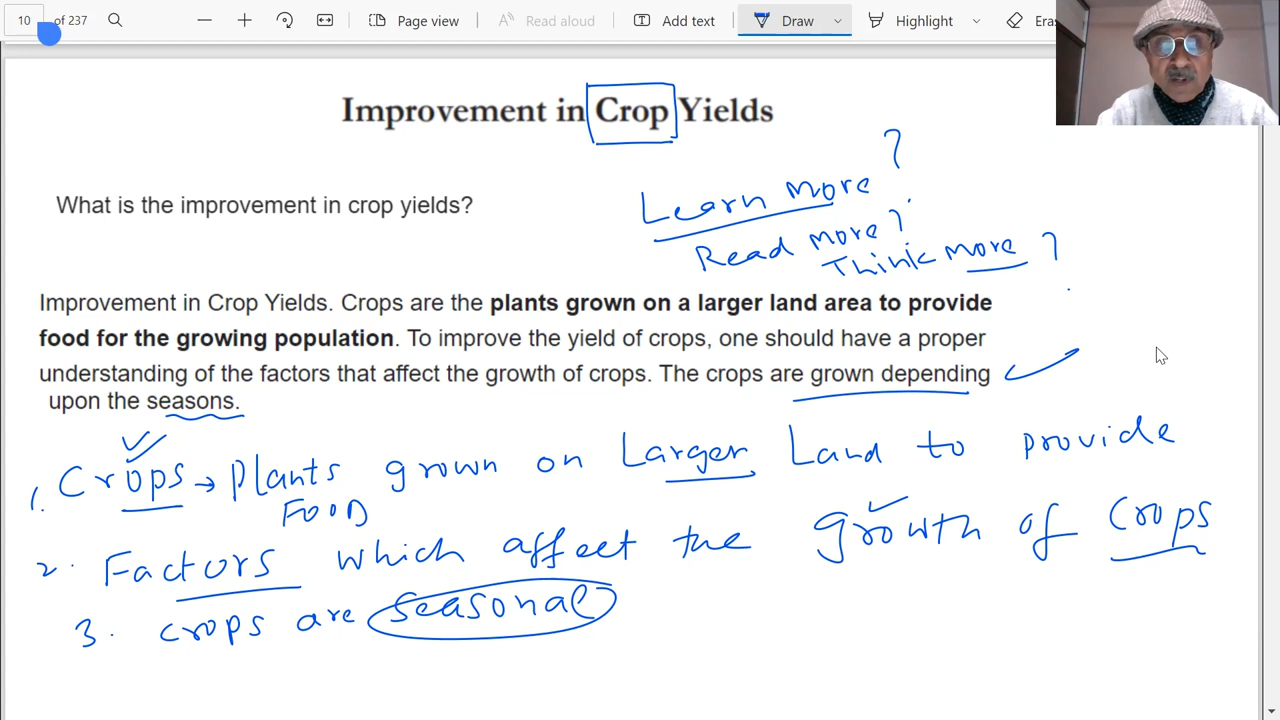 10 of 237 Page view Read aloud Add text Draw Highlight Eras
Improvement in Crop Yields
What is the improvement in crop yields?
Learn more ?
Read more ?
Think more ?
Improvement in Crop Yields. Crops are the plants grown on a larger land area to provide
food for the growing population. To improve the yield of crops, one should have a proper
understanding of the factors that affect the growth of crops. The crops are grown depending
upon the seasons.
1. Crops → Plants grown on Larger Land to provide
FOOD
2. Factors which affect the growth of crops
3. crops are seasonal